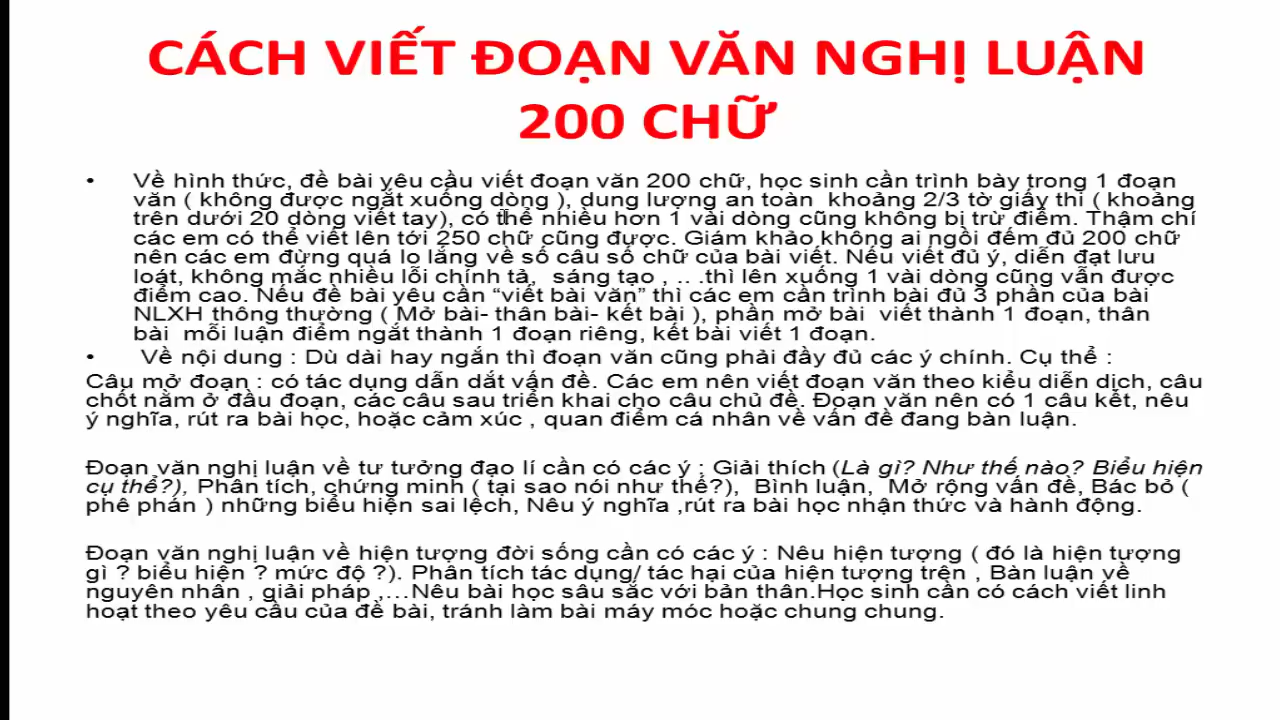 CÁCH VIẾT ĐOẠN VĂN NGHỊ LUẬN
200 CHỮ
• Về hình thức, đề bài yêu cầu viết đoạn văn 200 chữ, học sinh cần trình bày trong 1 đoạn
văn ( không được ngắt xuống dòng ), dung lượng an toàn khoảng 2/3 tờ giấy thi ( khoảng
trên dưới 20 dòng viết tay), có thể nhiều hơn 1 vài dòng cũng không bị trừ điểm. Thậm chí
các em có thể viết lên tới 250 chữ cũng được. Giám khảo không ai ngồi đếm đủ 200 chữ
nên các em đừng quá lo lắng về số câu số chữ của bài viết. Nếu viết đủ ý, diễn đạt lưu
loát, không mắc nhiều lỗi chính tả, sáng tạo , .. .thì lên xuống 1 vài dòng cũng vẫn được
điểm cao. Nếu đề bài yêu cần “viết bài văn” thì các em cần trình bài đủ 3 phần của bài
NLXH thông thường ( Mở bài- thân bài- kết bài ), phần mở bài viết thành 1 đoạn, thân
bài mỗi luận điểm ngắt thành 1 đoạn riêng, kết bài viết 1 đoạn.
• Về nội dung : Dù dài hay ngắn thì đoạn văn cũng phải đầy đủ các ý chính. Cụ thể :
Câu mở đoạn : có tác dụng dẫn dắt vấn đề. Các em nên viết đoạn văn theo kiểu diễn dịch, câu
chốt nằm ở đầu đoạn, các câu sau triển khai cho câu chủ đề. Đoạn văn nên có 1 câu kết, nêu
ý nghĩa, rút ra bài học, hoặc cảm xúc , quan điểm cá nhân về vấn đề đang bàn luận.
Đoạn văn nghị luận về tư tưởng đạo lí cần có các ý : Giải thích (Là gì? Như thế nào? Biểu hiện
cụ thể?), Phân tích, chứng minh ( tại sao nói như thế?), Bình luận, Mở rộng vấn đề, Bác bỏ (
phê phán ) những biểu hiện sai lệch, Nêu ý nghĩa ,rút ra bài học nhận thức và hành động.
Đoạn văn nghị luận về hiện tượng đời sống cần có các ý : Nêu hiện tượng ( đó là hiện tượng
gì ? biểu hiện ? mức độ ?). Phân tích tác dụng/ tác hại của hiện tượng trên , Bàn luận về
nguyên nhân , giải pháp ,...Nêu bài học sâu sắc với bản thân.Học sinh cần có cách viết linh
hoạt theo yêu cầu của đề bài, tránh làm bài máy móc hoặc chung chung.